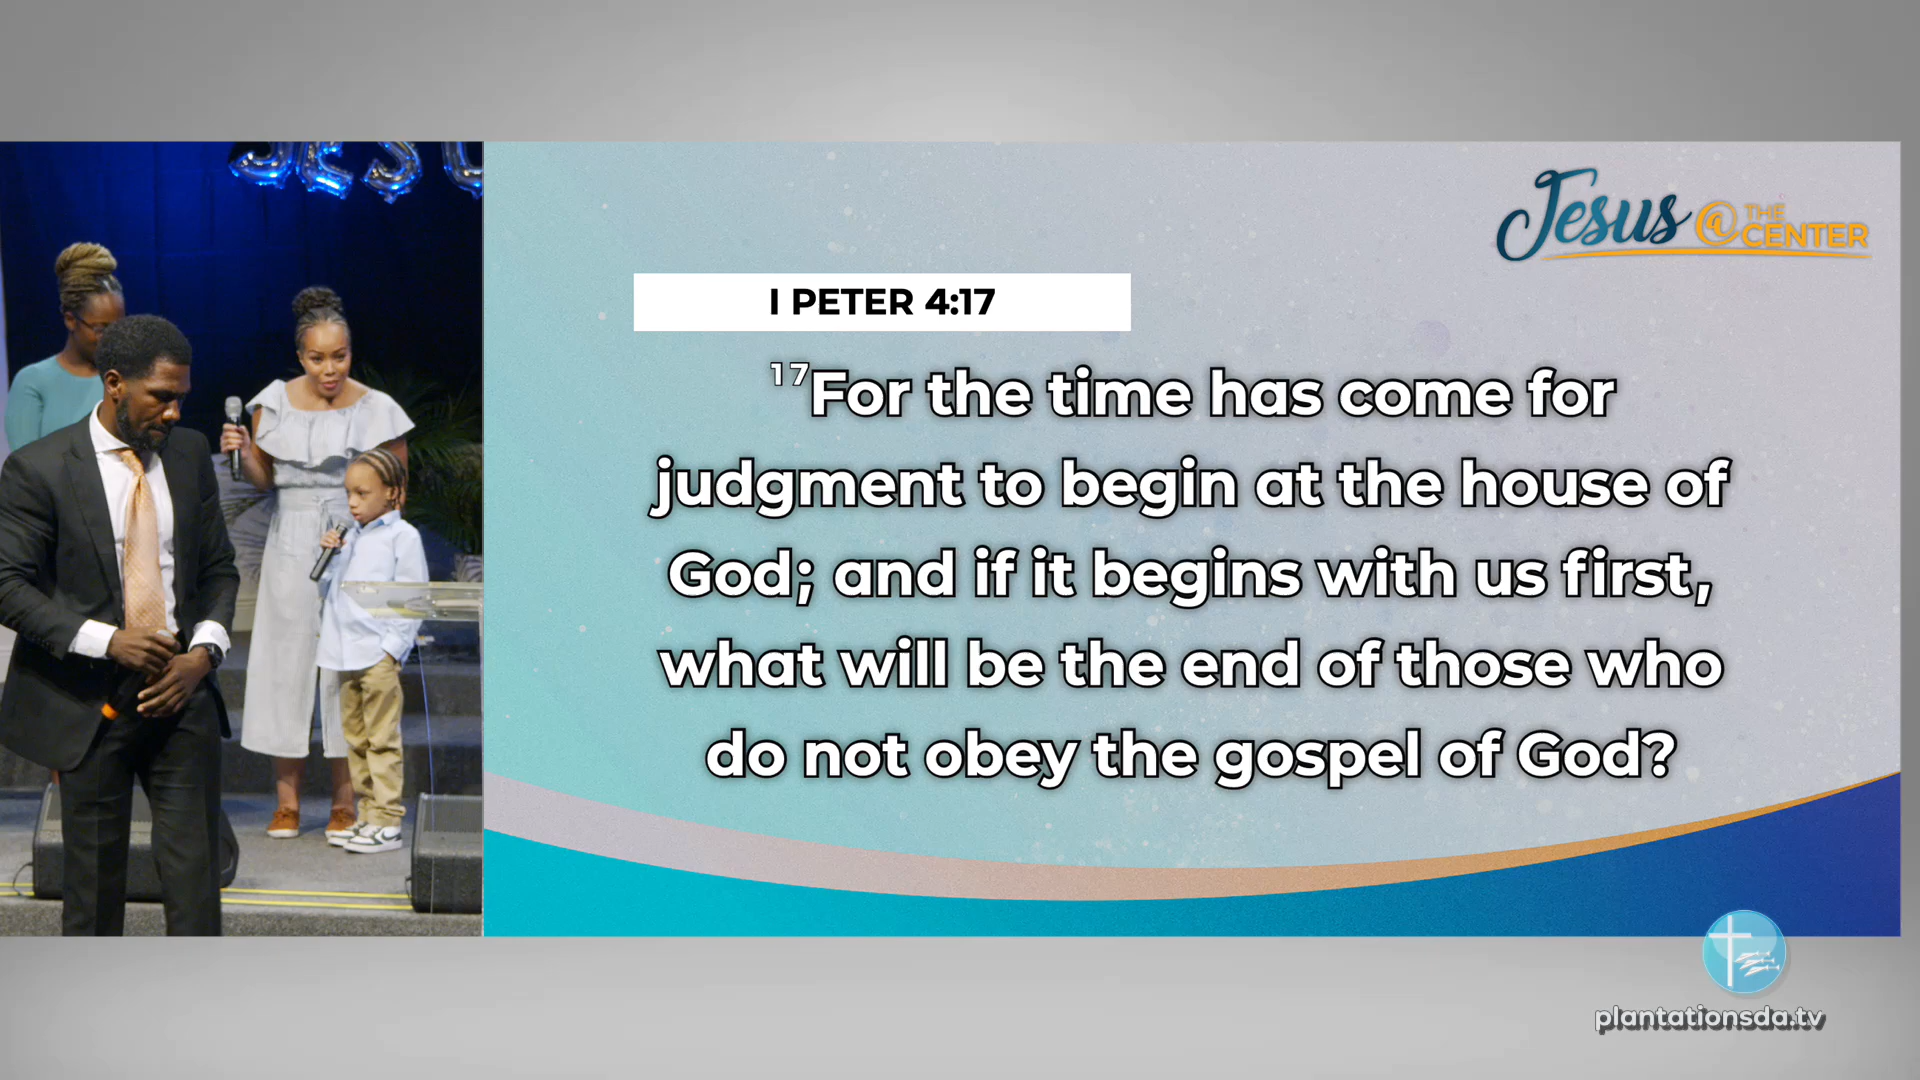 JESU
Jesus @ THE CENTER
I PETER 4:17
17For the time has come for
judgment to begin at the house of
God; and if it begins with us first,
what will be the end of those who
do not obey the gospel of God?
plantationsda.tv